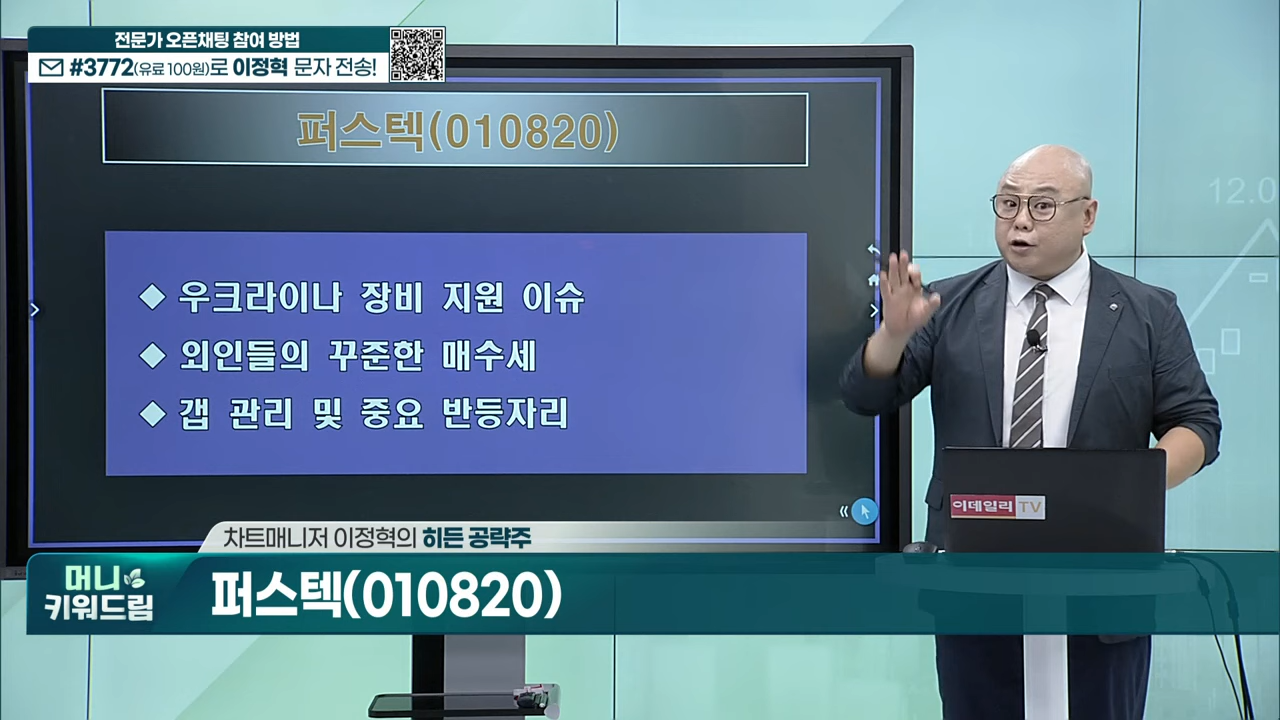 전문가 오픈채팅 참여 방법
#3772(유료 100원)로 이정혁 문자 전송!
퍼스텍(010820)
◆ 우크라이나 장비 지원 이슈
◆ 외인들의 꾸준한 매수세
◆ 갭 관리 및 중요 반등자리
12.0
이데일리 TV
차트매니저 이정혁의 히든 공략주
머니
키워드림
퍼스텍(010820)